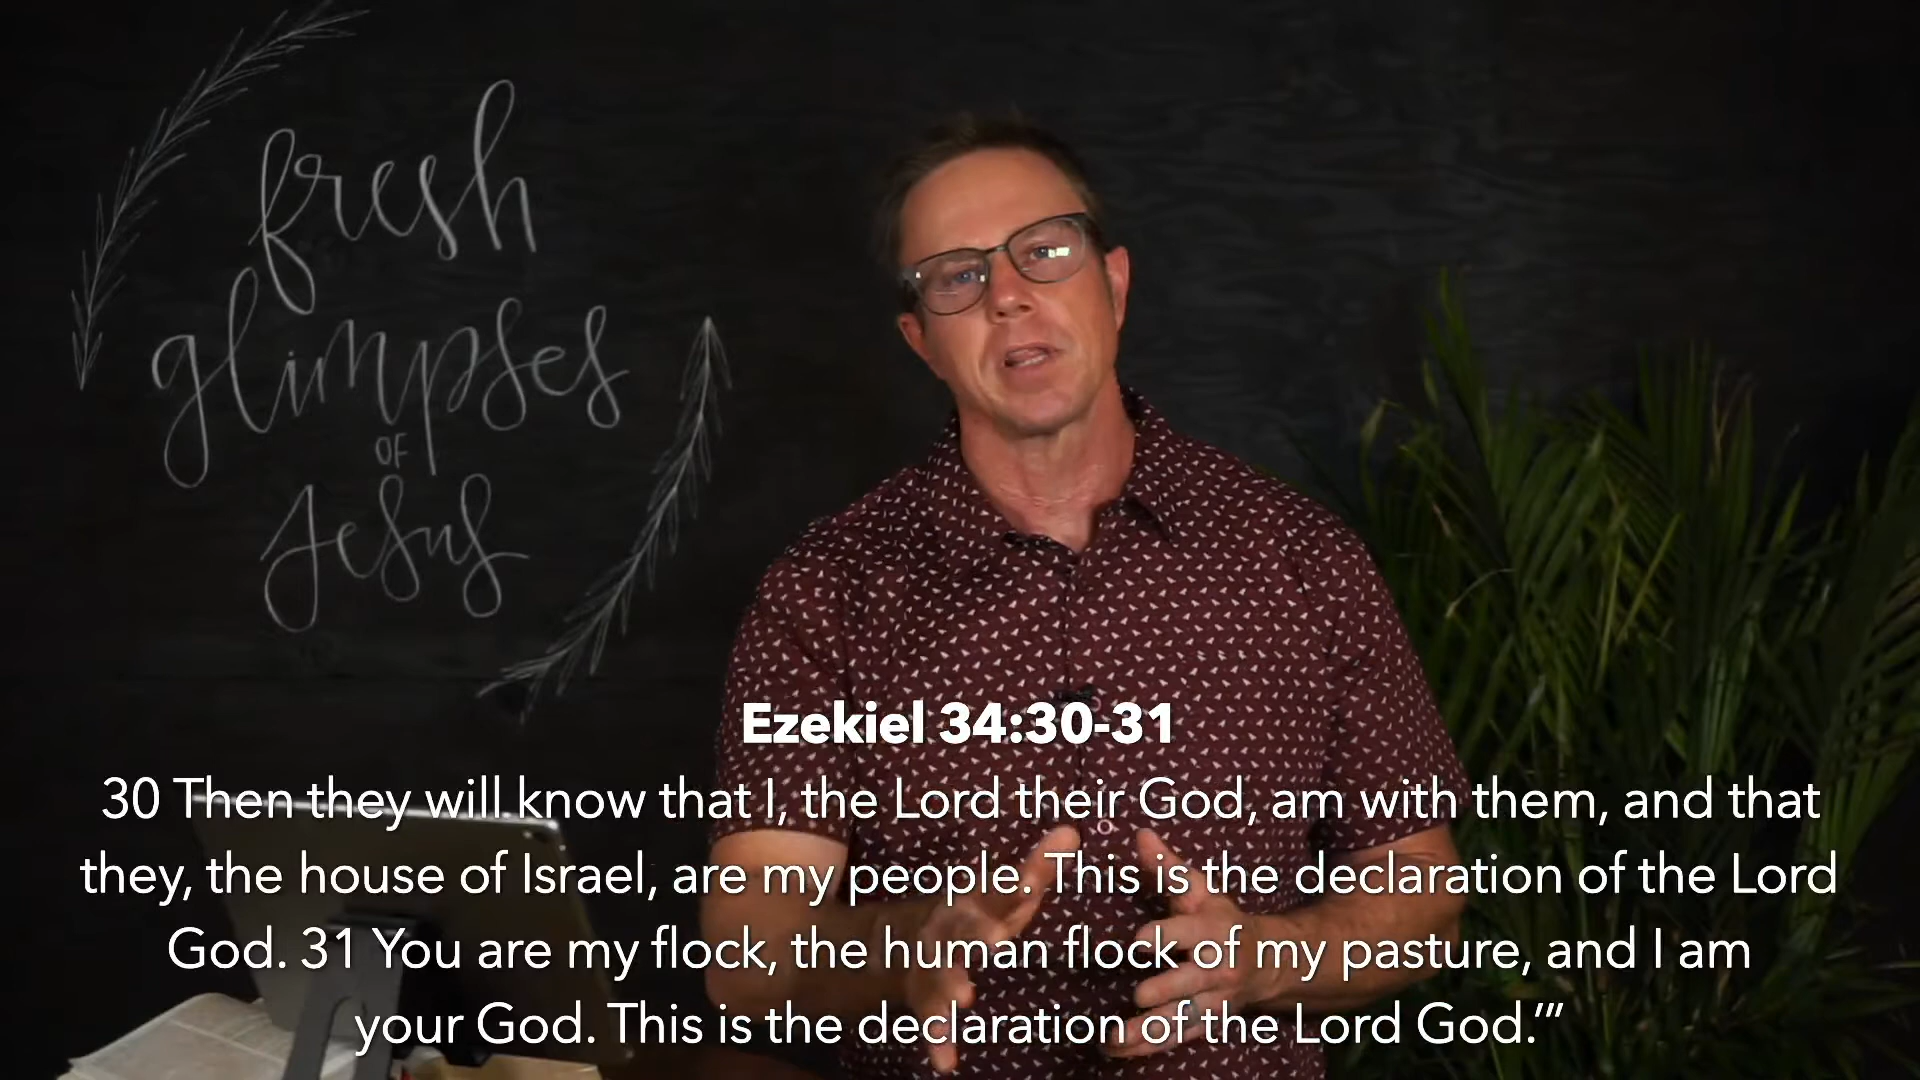 fresh
glimpses
OF
Jesus
Ezekiel 34:30-31
30 Then they will know that I, the Lord their God, am with them, and that
they, the house of Israel, are my people. This is the declaration of the Lord
God. 31 You are my flock, the human flock of my pasture, and I am
your God. This is the declaration of the Lord God.’”